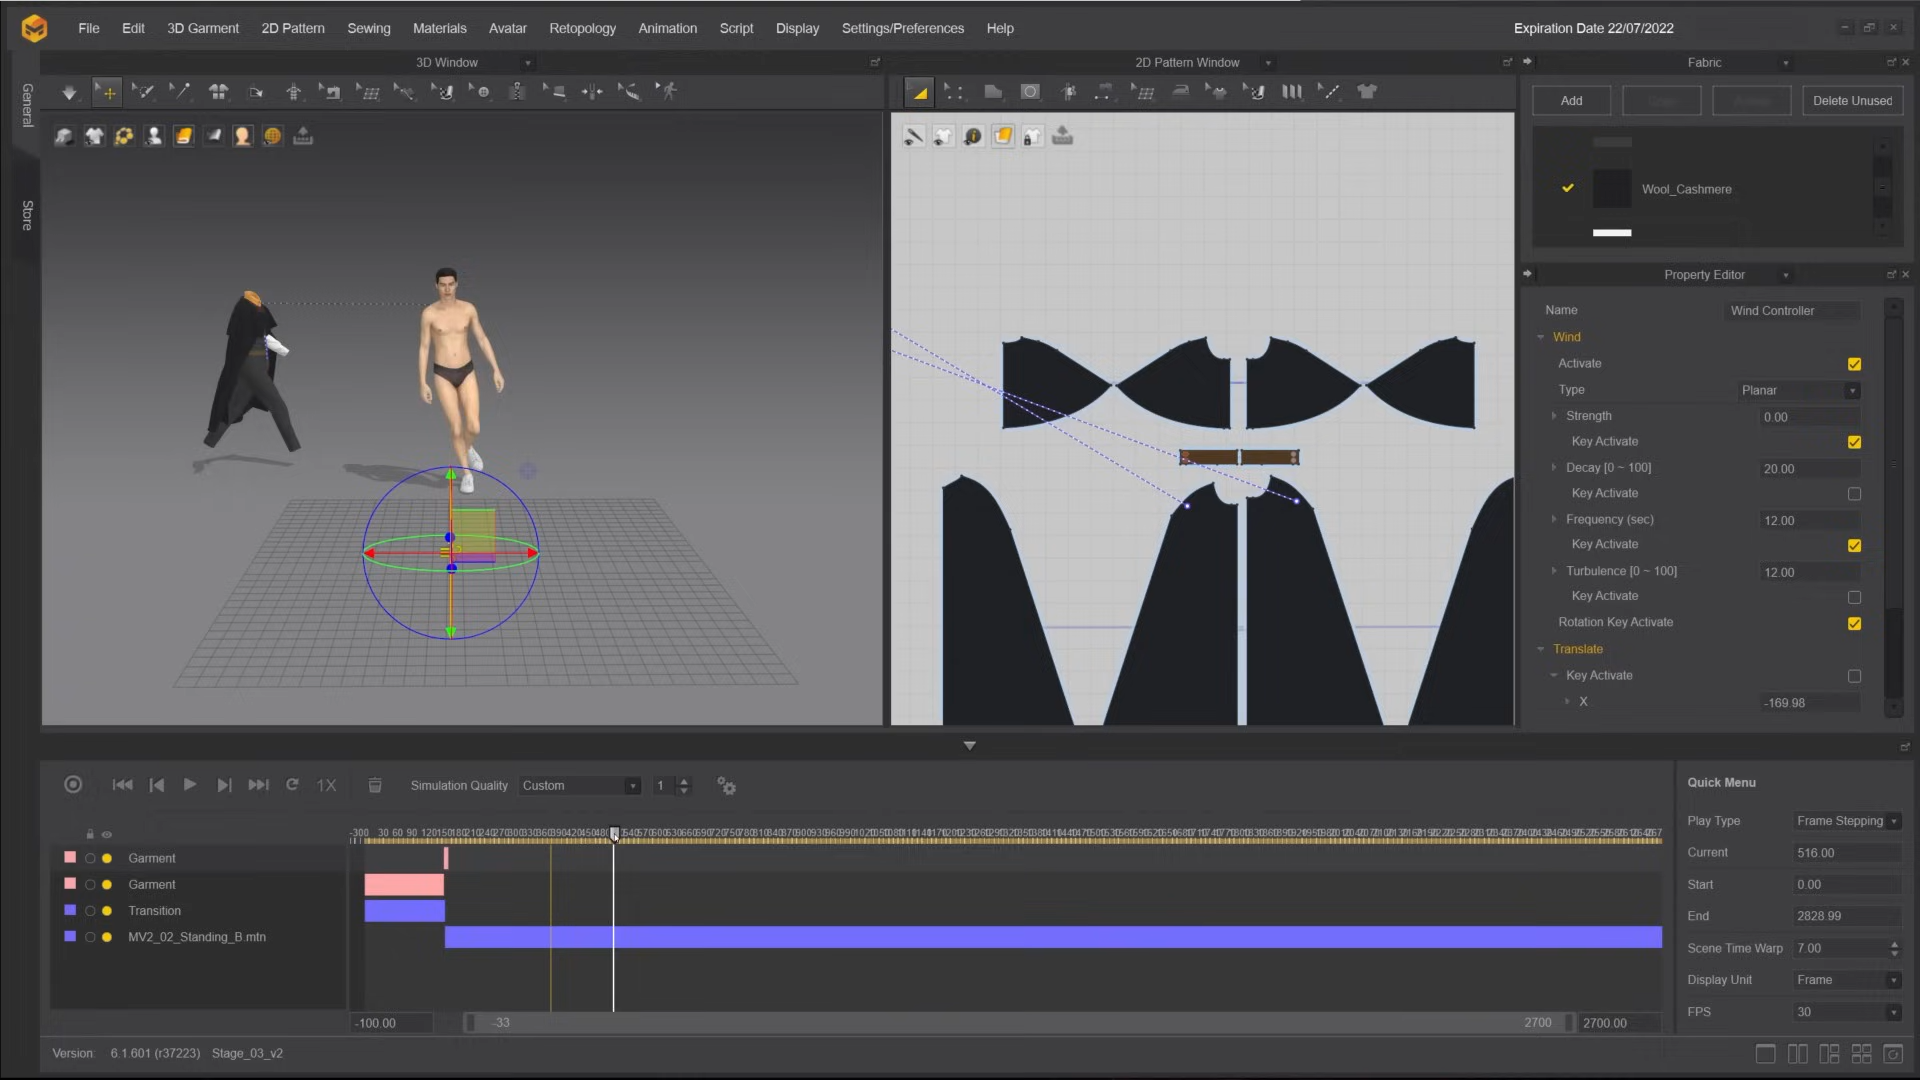 File Edit 3D Garment 2D Pattern Sewing Materials Avatar Retopology Animation Script Display Settings/Preferences Help Expiration Date 22/07/2022
3D Window 2D Pattern Window Fabric
General
Store
Add Delete Unused
Wool_Cashmere
Property Editor
Name Wind Controller
Wind
Activate
Type Planar
Strength 0.00
Key Activate
Decay [0 ~ 100] 20.00
Key Activate
Frequency (sec) 12.00
Key Activate
Turbulence [0 ~ 100] 12.00
Key Activate
Rotation Key Activate
Translate
Key Activate
X -169.98
1X Simulation Quality Custom 1
Garment
Garment
Transition
MV2_02_Standing_B.mtn
-100.00 -33 2700 2700.00
Quick Menu
Play Type Frame Stepping
Current 516.00
Start 0.00
End 2828.99
Scene Time Warp 7.00
Display Unit Frame
FPS 30
Version: 6.1.601 (r37223) Stage_03_v2